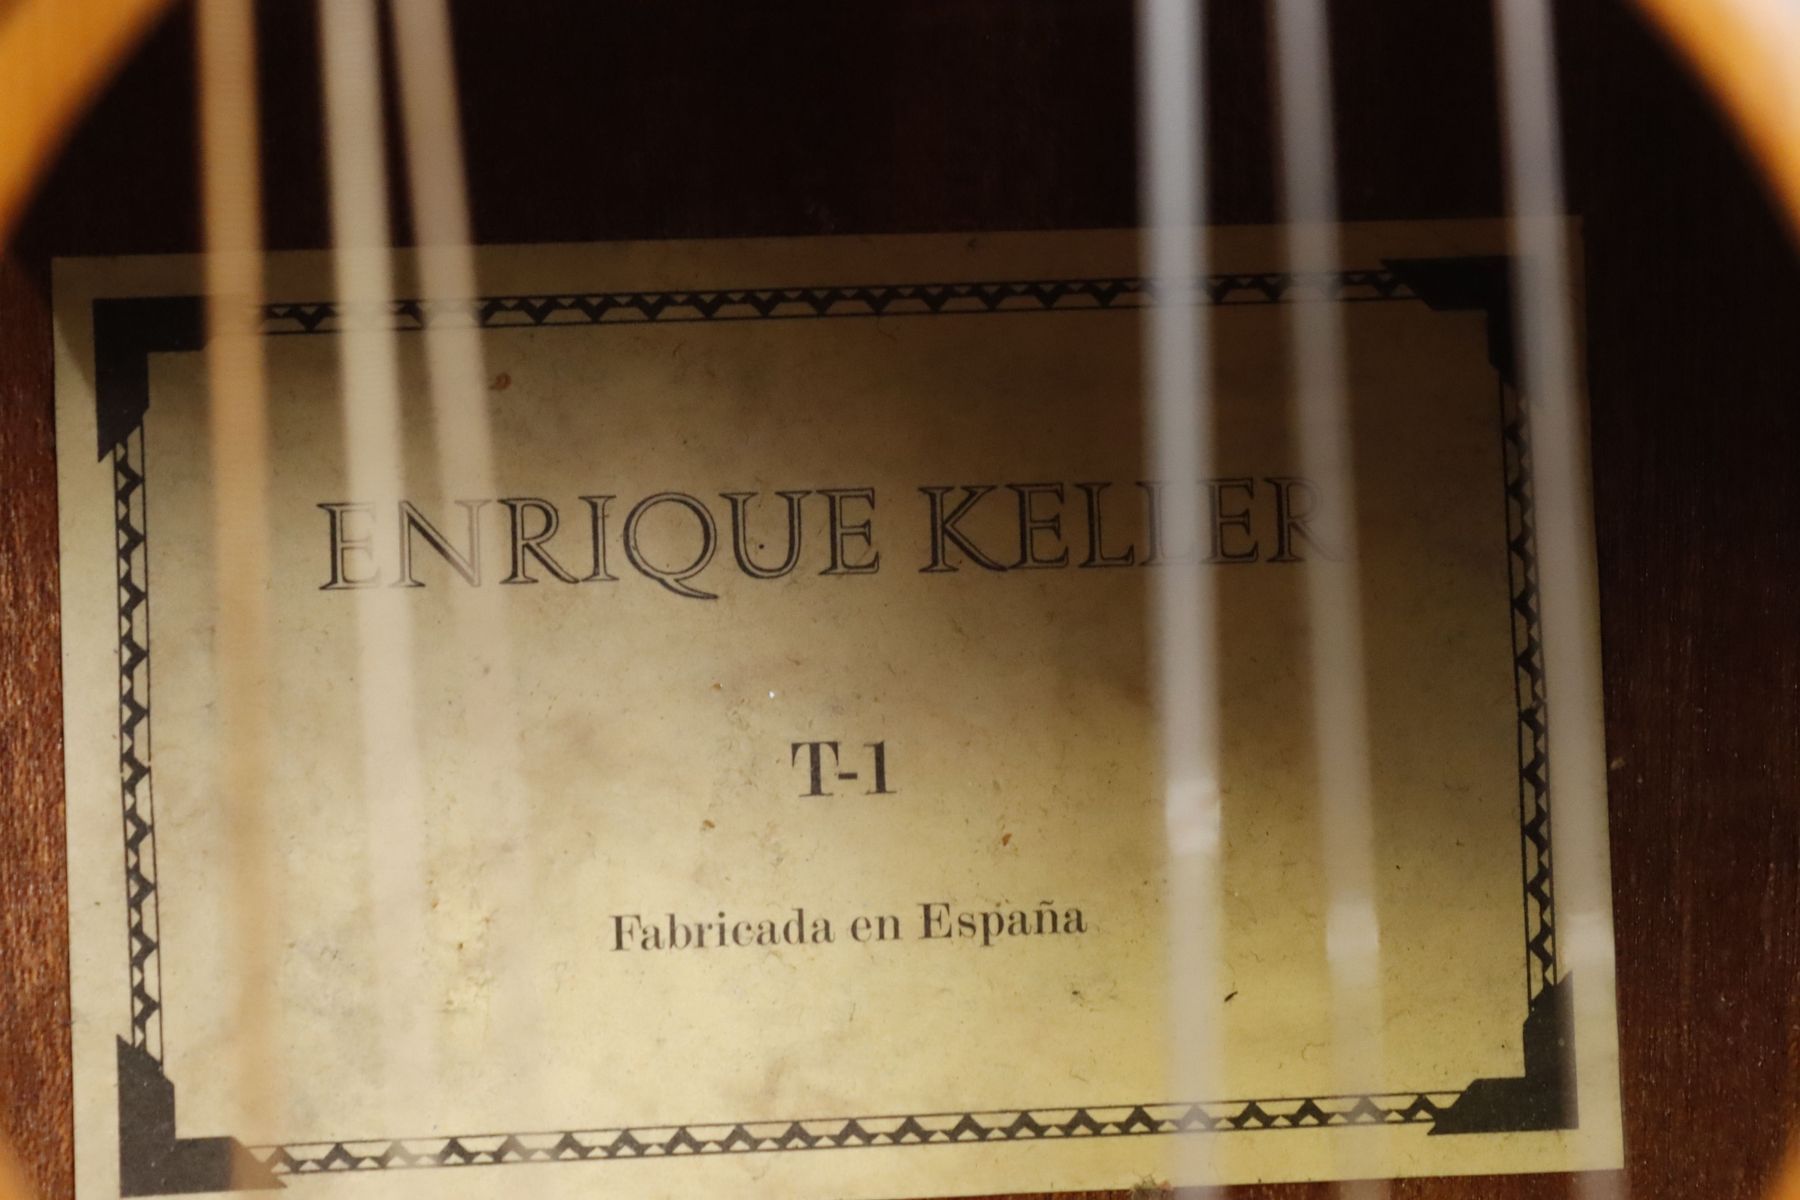 ENRIQUE KELLER
T-1
Fabricada en España